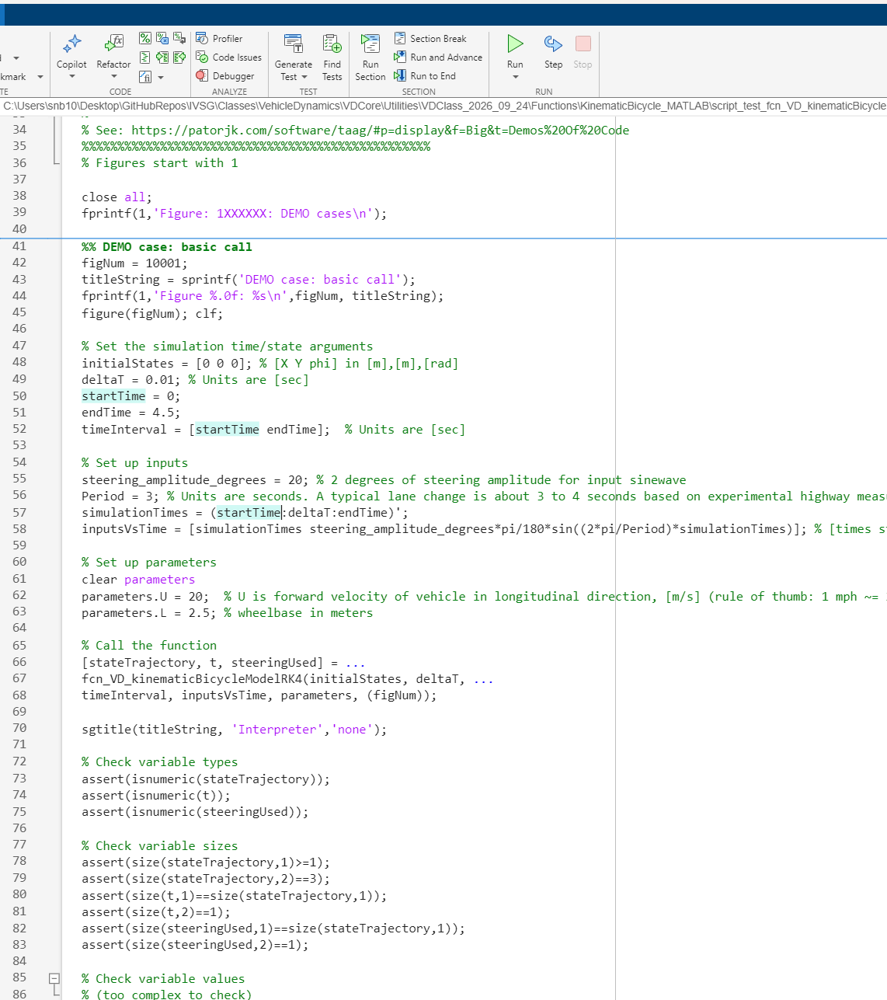 Copilot
Refactor
Profiler
Code Issues
Debugger
Generate Test
Find Tests
Run Section
Section Break
Run and Advance
Run to End
Run
Step
Stop
kmark
TE
CODE
ANALYZE
TEST
SECTION
RUN
C:\Users\snb10\Desktop\GitHubRepos\IVSG\Classes\VehicleDynamics\VDCore\Utilities\VDClass_2026_09_24\Functions\KinematicBicycle_MATLAB\script_test_fcn_VD_kinematicBicycle
34 % See: https://patorjk.com/software/taag/#p=display&f=Big&t=Demos%20Of%20Code
35 %%%%%%%%%%%%%%%%%%%%%%%%%%%%%%%%%%%%%%%%%%%%%%%%%
36 % Figures start with 1
37
38 close all;
39 fprintf(1,'Figure: 1XXXXXX: DEMO cases\n');
40
41 %% DEMO case: basic call
42 figNum = 10001;
43 titleString = sprintf('DEMO case: basic call');
44 fprintf(1,'Figure %.0f: %s\n',figNum, titleString);
45 figure(figNum); clf;
46
47 % Set the simulation time/state arguments
48 initialStates = [0 0 0]; % [X Y phi] in [m],[m],[rad]
49 deltaT = 0.01; % Units are [sec]
50 startTime = 0;
51 endTime = 4.5;
52 timeInterval = [startTime endTime];  % Units are [sec]
53
54 % Set up inputs
55 steering_amplitude_degrees = 20; % 2 degrees of steering amplitude for input sinewave
56 Period = 3; % Units are seconds. A typical lane change is about 3 to 4 seconds based on experimental highway meas
57 simulationTimes = (startTime:deltaT:endTime)';
58 inputsVsTime = [simulationTimes steering_amplitude_degrees*pi/180*sin((2*pi/Period)*simulationTimes)]; % [times s
59
60 % Set up parameters
61 clear parameters
62 parameters.U = 20;  % U is forward velocity of vehicle in longitudinal direction, [m/s] (rule of thumb: 1 mph ~=
63 parameters.L = 2.5; % wheelbase in meters
64
65 % Call the function
66 [stateTrajectory, t, steeringUsed] = ...
67 fcn_VD_kinematicBicycleModelRK4(initialStates, deltaT, ...
68 timeInterval, inputsVsTime, parameters, (figNum));
69
70 sgtitle(titleString, 'Interpreter','none');
71
72 % Check variable types
73 assert(isnumeric(stateTrajectory));
74 assert(isnumeric(t));
75 assert(isnumeric(steeringUsed));
76
77 % Check variable sizes
78 assert(size(stateTrajectory,1)>=1);
79 assert(size(stateTrajectory,2)==3);
80 assert(size(t,1)==size(stateTrajectory,1));
81 assert(size(t,2)==1);
82 assert(size(steeringUsed,1)==size(stateTrajectory,1));
83 assert(size(steeringUsed,2)==1);
84
85 % Check variable values
86 % (too complex to check)